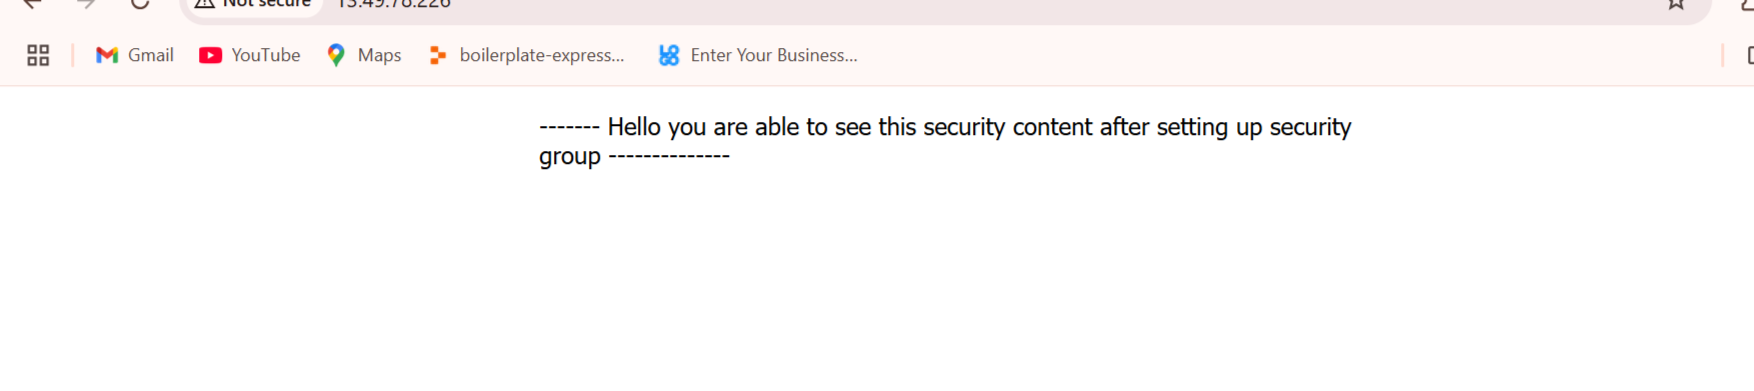 Not secure
13.49.78.226
Gmail
YouTube
Maps
boilerplate-express...
Enter Your Business...
------- Hello you are able to see this security content after setting up security
group --------------